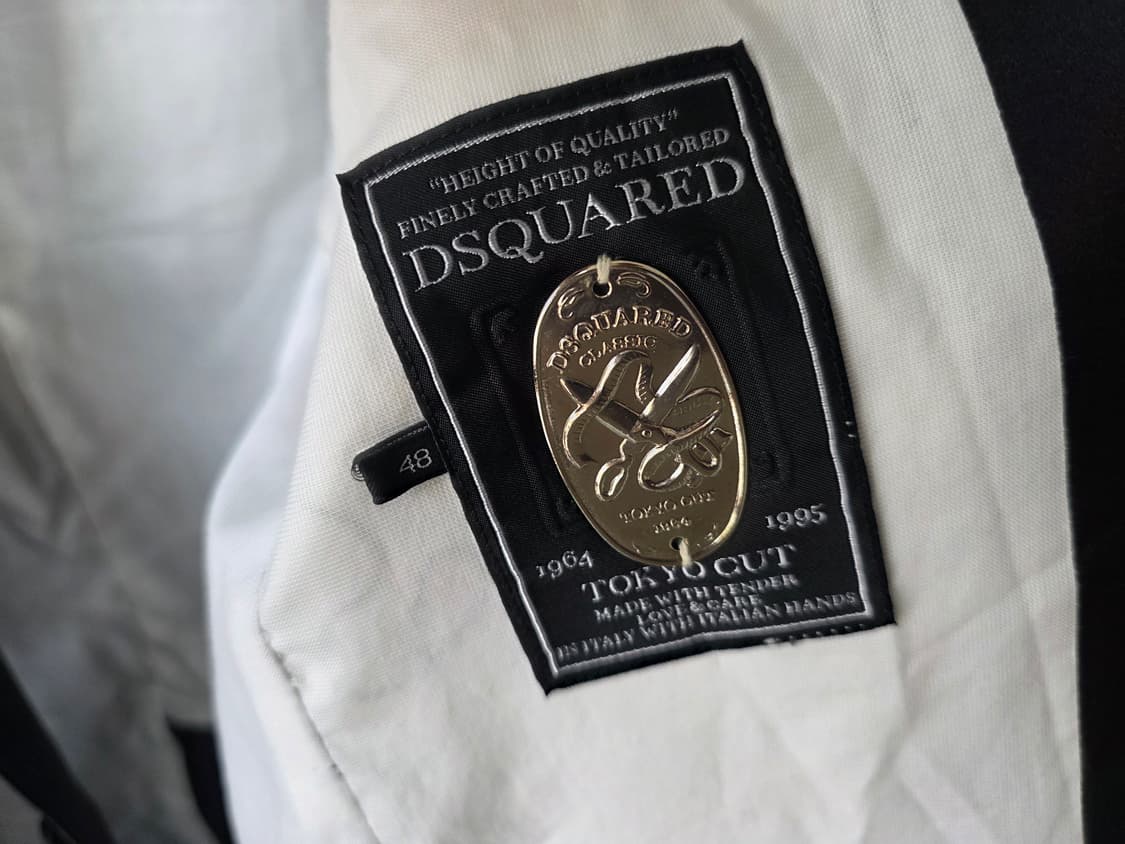 "HEIGHT OF QUALITY"
FINELY CRAFTED & TAILORED
DSQUARED
DSQUARED
CLASSIC
CUT
TOKYO CUT
1964
48
1964
1995
TOKYO CUT
MADE WITH TENDER
LOVE & CARE
IN ITALY WITH ITALIAN HANDS